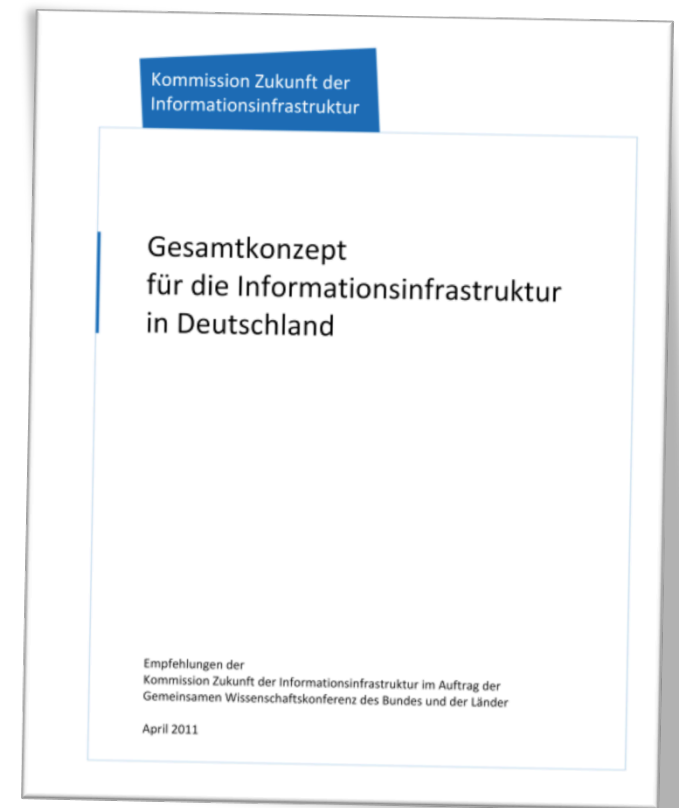 Kommission Zukunft der
Informationsinfrastruktur
Gesamtkonzept
für die Informationsinfrastruktur
in Deutschland
Empfehlungen der
Kommission Zukunft der Informationsinfrastruktur im Auftrag der
Gemeinsamen Wissenschaftskonferenz des Bundes und der Länder
April 2011